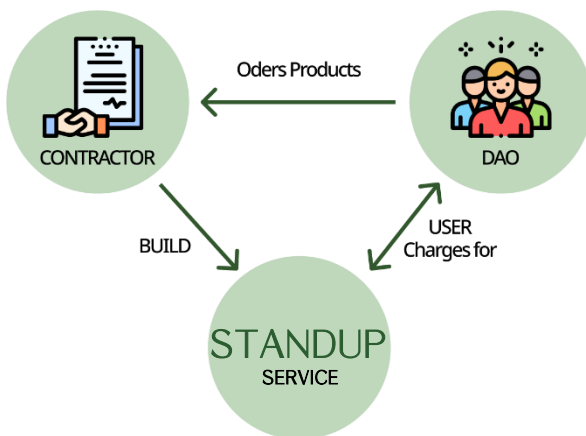 Oders Products
CONTRACTOR
DAO
BUILD
USER
Charges for
STANDUP
SERVICE